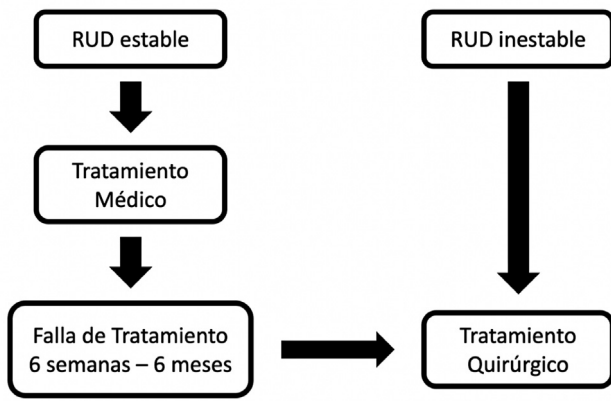 RUD estable
RUD inestable
Tratamiento
Médico
Falla de Tratamiento
6 semanas – 6 meses
Tratamiento
Quirúrgico